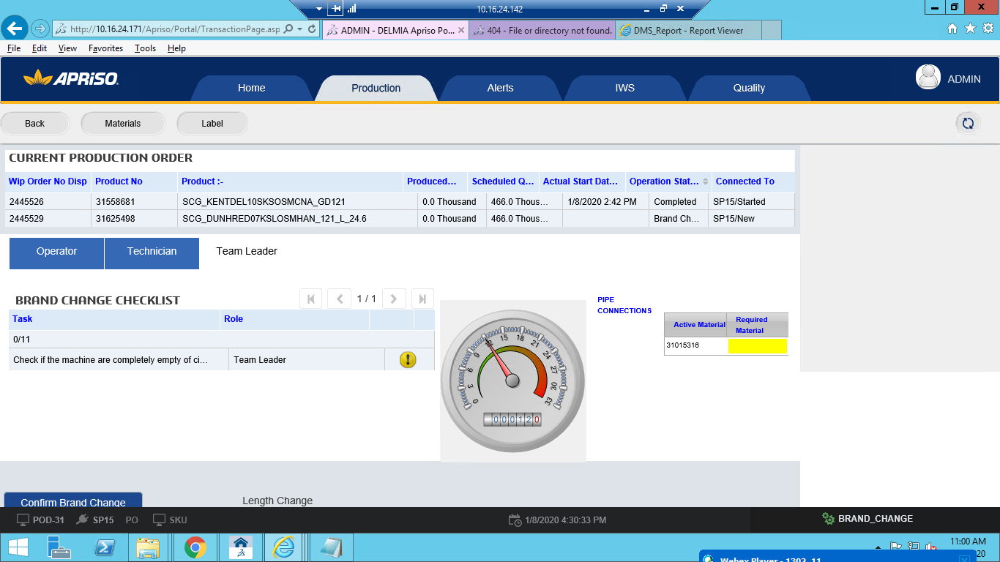 10.16.24.142
http://10.16.24.171/Apriso/Portal/TransactionPage.asp
ADMIN - DELMIA Apriso Po...
404 - File or directory not found.
DMS_Report - Report Viewer
File Edit View Favorites Tools Help
APRISO
Home Production Alerts IWS Quality
ADMIN
Back Materials Label
CURRENT PRODUCTION ORDER
Wip Order No Disp Product No Product :- Produced... Scheduled Q... Actual Start Dat... Operation Stat... Connected To
2445526 31558681 SCG_KENTDEL10SKSOSMCNA_GD121 0.0 Thousand 466.0 Thous... 1/8/2020 2:42 PM Completed SP15/Started
2445529 31625498 SCG_DUNHRED07KSLOSMHAN_121_L_24.6 0.0 Thousand 466.0 Thous... Brand Ch... SP15/New
Operator Technician Team Leader
BRAND CHANGE CHECKLIST
1 / 1
Task Role
0/11
Check if the machine are completely empty of ci... Team Leader
0 3 6 9 12 15 18 21 24 27 30 33
000120
PIPE
CONNECTIONS
Active Material Required
Material
31015316
Confirm Brand Change
Length Change
POD-31 SP15 PO SKU
1/8/2020 4:30:33 PM
BRAND_CHANGE
11:00 AM
20
Webex Player - 1302_11